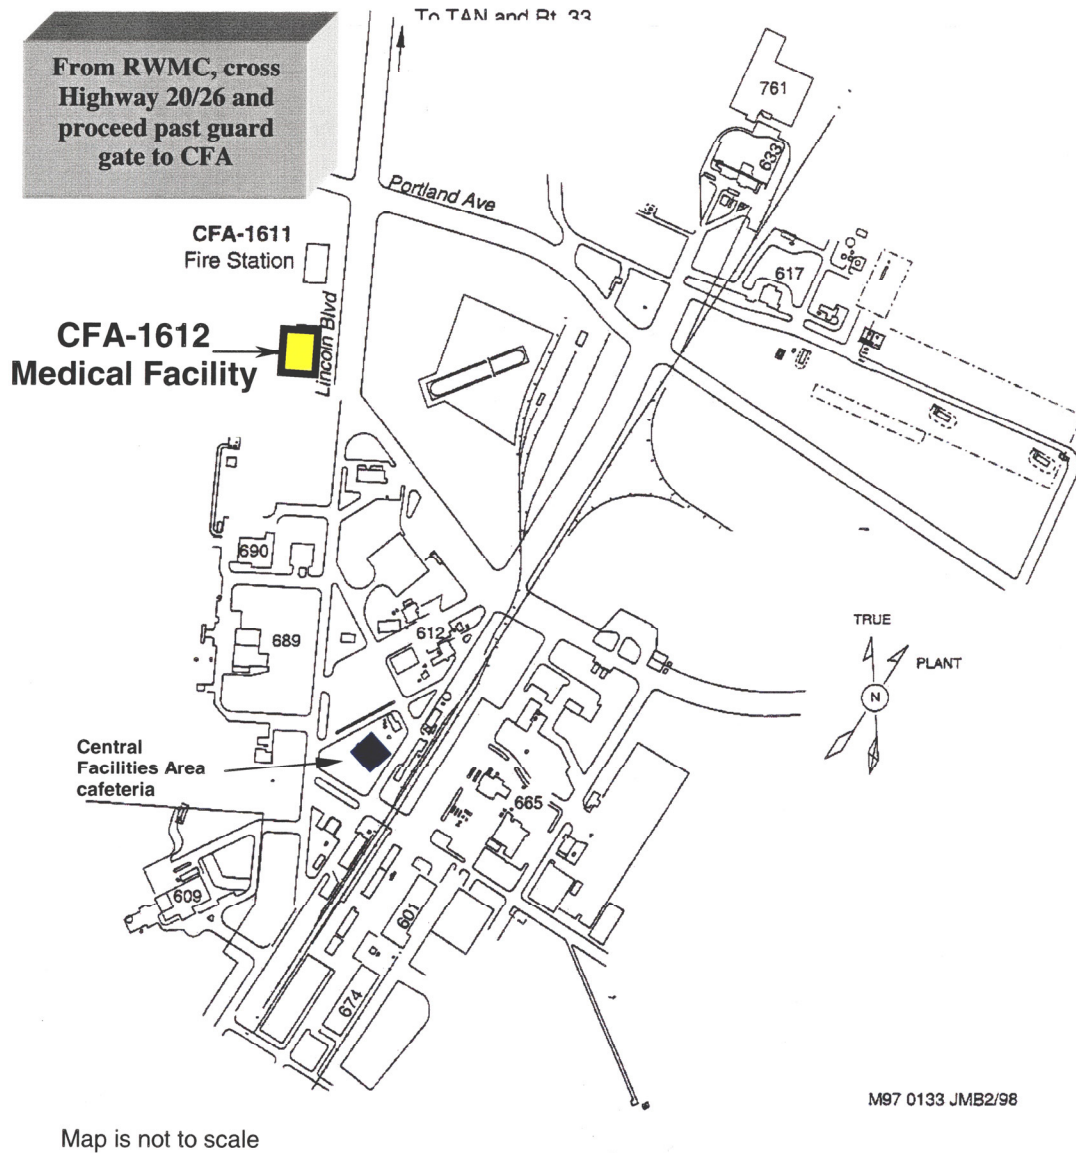 To TAN and Rt. 33
From RWMC, cross
Highway 20/26 and
proceed past guard
gate to CFA
761
633
Portland Ave
CFA-1611
Fire Station
617
Lincoln Blvd
CFA-1612
Medical Facility
690
612
689
TRUE
PLANT
N
Central
Facilities Area
cafeteria
665
609
601
674
M97 0133 JMB2/98
Map is not to scale